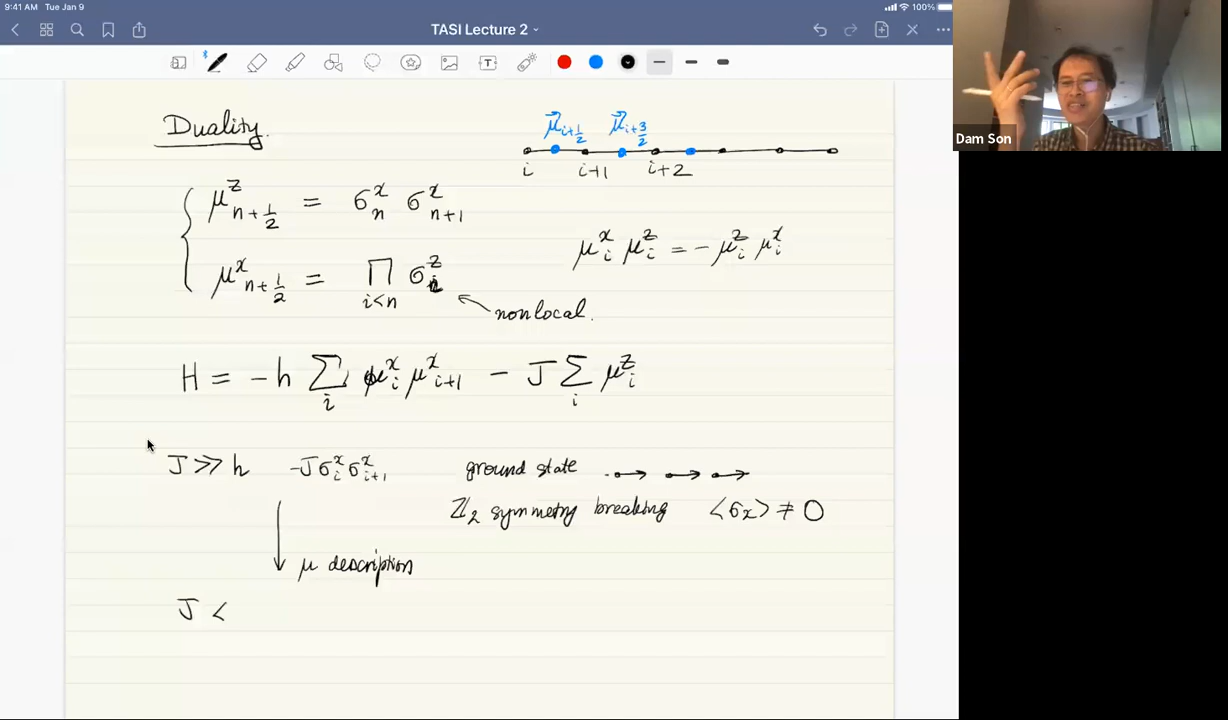 9:41 AM Tue Jan 9
100%
TASI Lecture 2
Dam Son
Duality.
μ⃗_{i+1/2} μ⃗_{i+3/2}
i i+1 i+2
μ^z_{n+1/2} = σ^x_n σ^x_{n+1}
μ^x_i μ^z_i = - μ^z_i μ^x_i
μ^x_{n+1/2} = ∏_{i<n} σ^z_i
nonlocal.
H = -h ∑_i μ^x_i μ^x_{i+1} - J ∑_i μ^z_i
J ≫ h -J σ^x_i σ^x_{i+1} ground state → → →
ℤ_2 symmetry breaking <σ_x> ≠ 0
μ description
J <